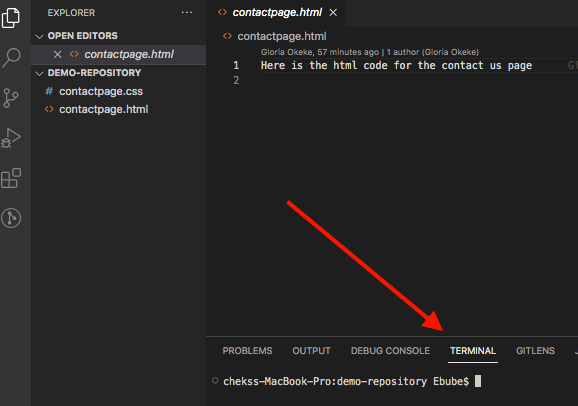 EXPLORER
OPEN EDITORS
contactpage.html
DEMO-REPOSITORY
# contactpage.css
<> contactpage.html
<> contactpage.html
<> contactpage.html
Gloria Okeke, 57 minutes ago | 1 author (Gloria Okeke)
1 Here is the html code for the contact us page Gl
2
PROBLEMS OUTPUT DEBUG CONSOLE TERMINAL GITLENS
chekss-MacBook-Pro:demo-repository Ebube$